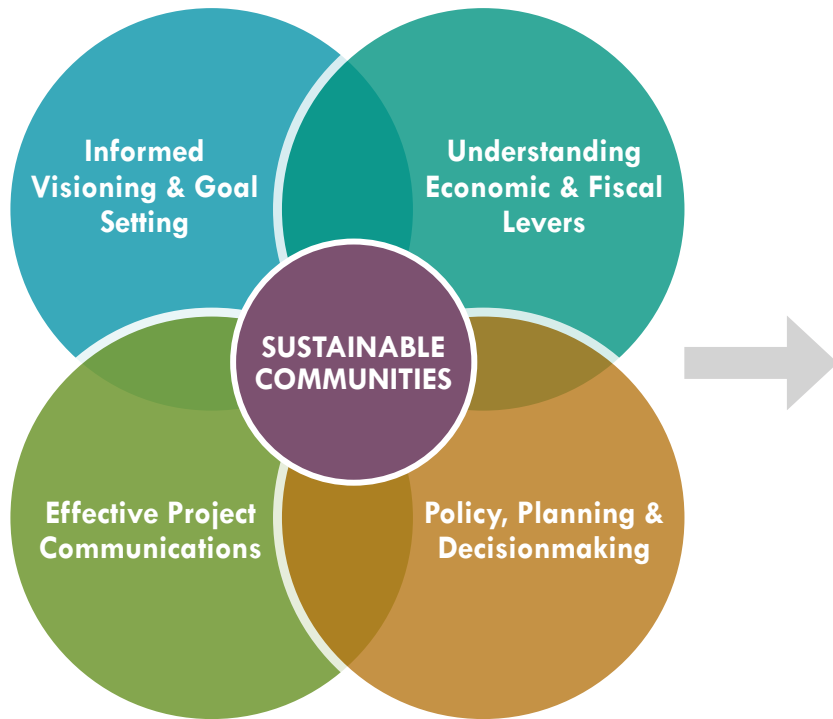 Informed
Visioning & Goal
Setting
Understanding
Economic & Fiscal
Levers
SUSTAINABLE
COMMUNITIES
Effective Project
Communications
Policy, Planning &
Decisionmaking